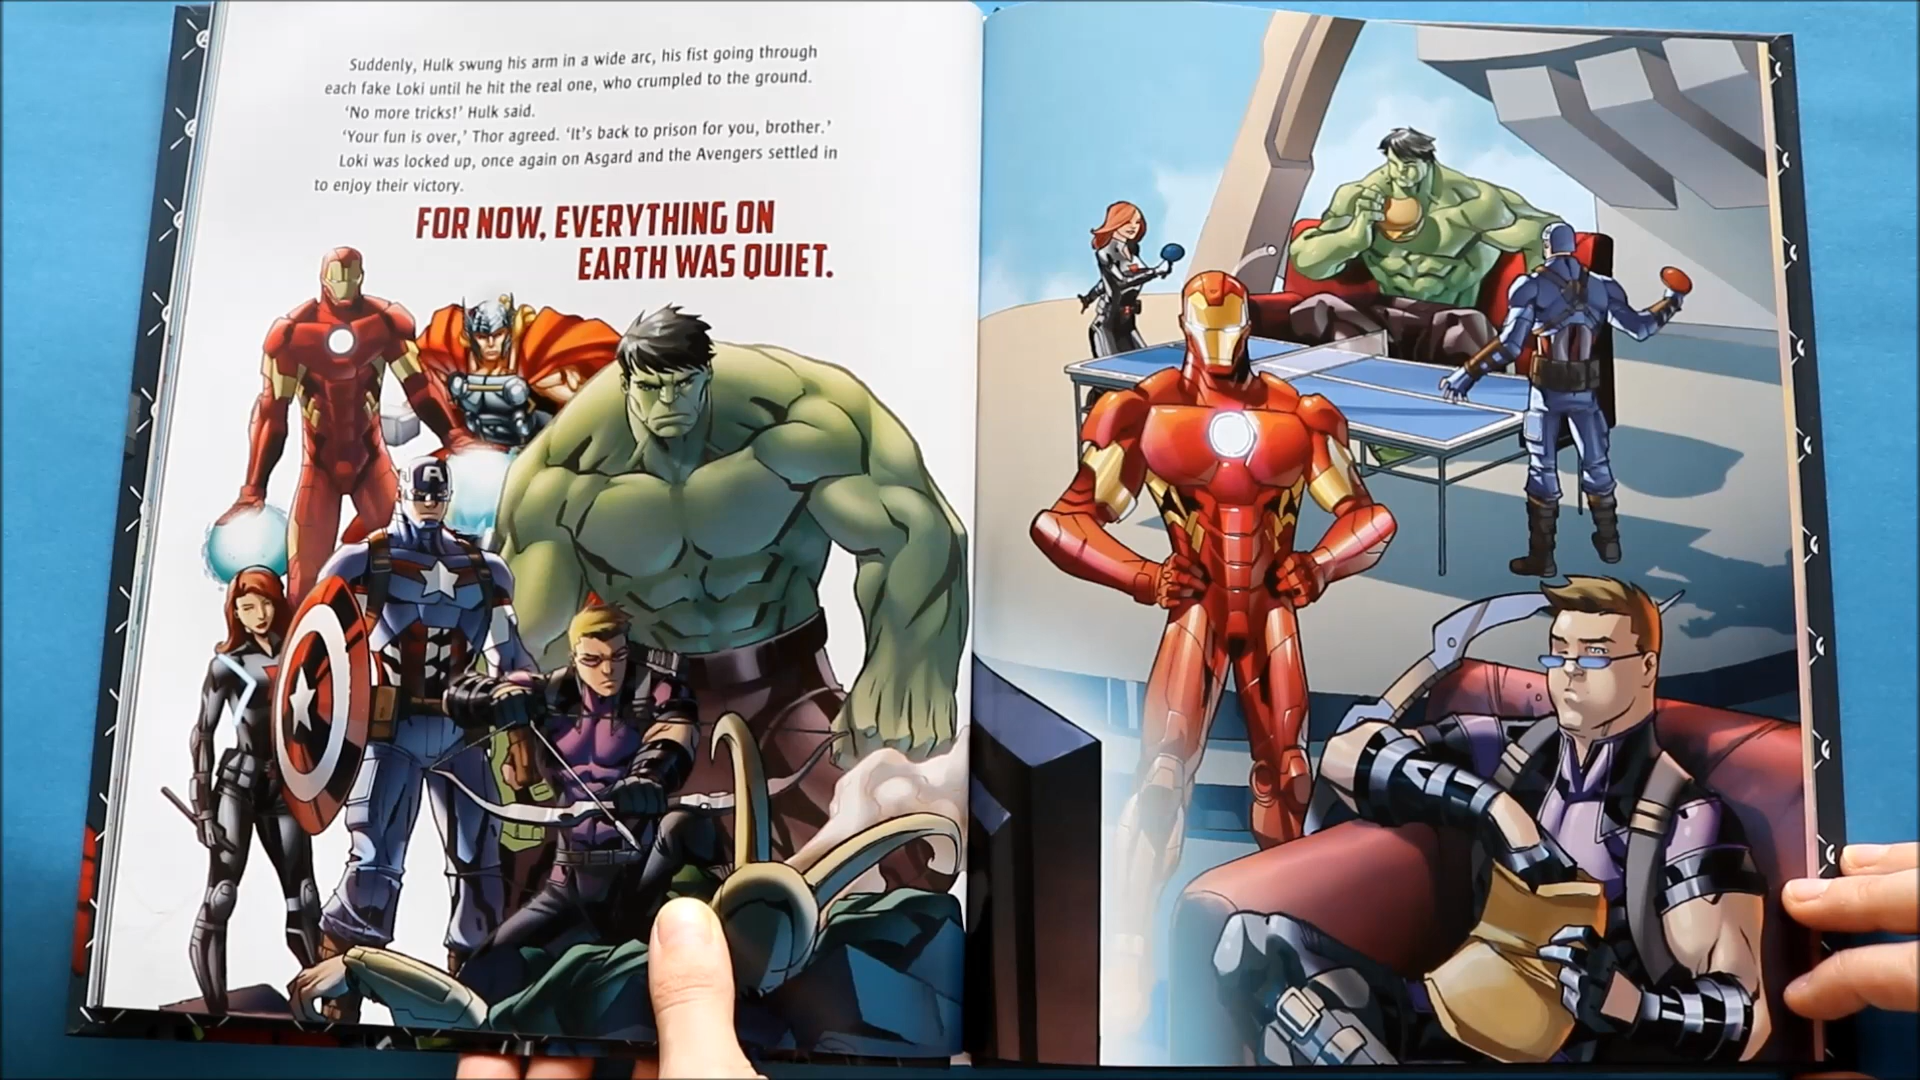 Suddenly, Hulk swung his arm in a wide arc, his fist going through
each fake Loki until he hit the real one, who crumpled to the ground.
‘No more tricks!’ Hulk said.
‘Your fun is over,’ Thor agreed. ‘It’s back to prison for you, brother.’
Loki was locked up, once again on Asgard and the Avengers settled in
to enjoy their victory.
FOR NOW, EVERYTHING ON
EARTH WAS QUIET.
A